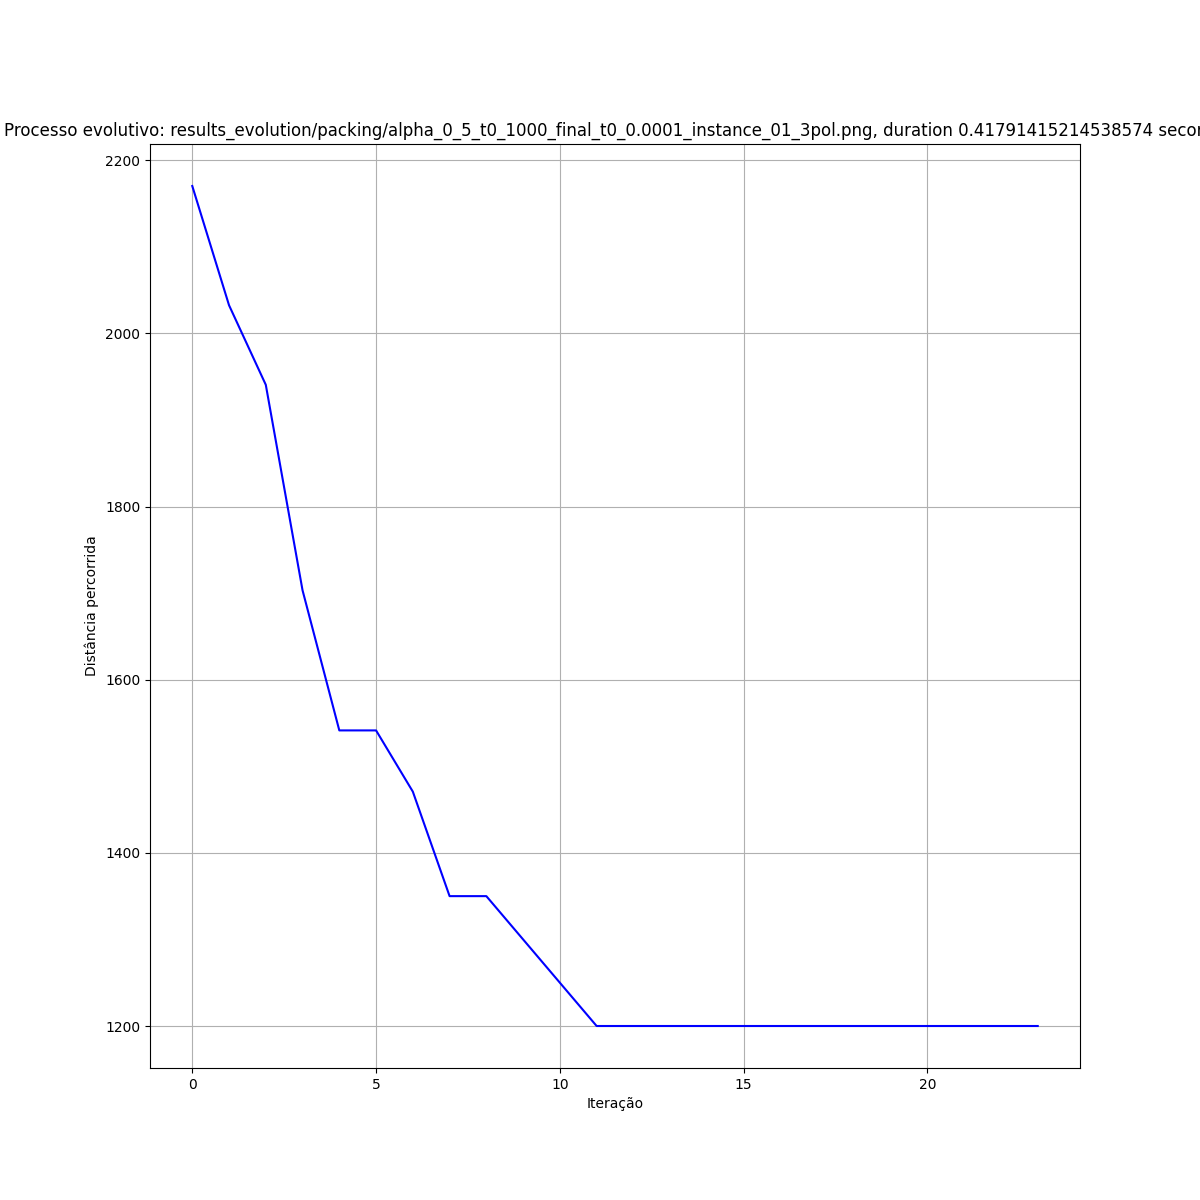 Processo evolutivo: results_evolution/packing/alpha_0_5_t0_1000_final_t0_0.0001_instance_01_3pol.png, duration 0.41791415214538574
2200
2000
1800
1600
1400
1200
Distância percorrida
0 5 10 15 20
Iteração